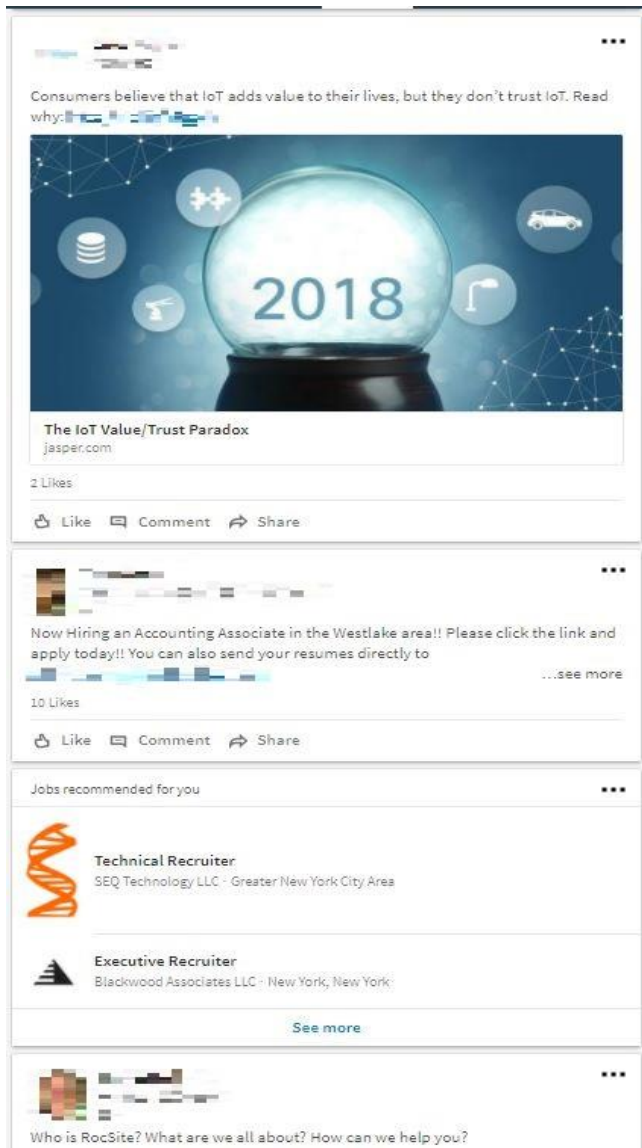 Consumers believe that IoT adds value to their lives, but they don't trust IoT. Read
why:
2018
The IoT Value/Trust Paradox
jasper.com
2 Likes
Like Comment Share
Now Hiring an Accounting Associate in the Westlake area!! Please click the link and
apply today!! You can also send your resumes directly to
...see more
10 Likes
Like Comment Share
Jobs recommended for you
Technical Recruiter
SEQ Technology LLC · Greater New York City Area
Executive Recruiter
Blackwood Associates LLC · New York, New York
See more
Who is RocSite? What are we all about? How can we help you?